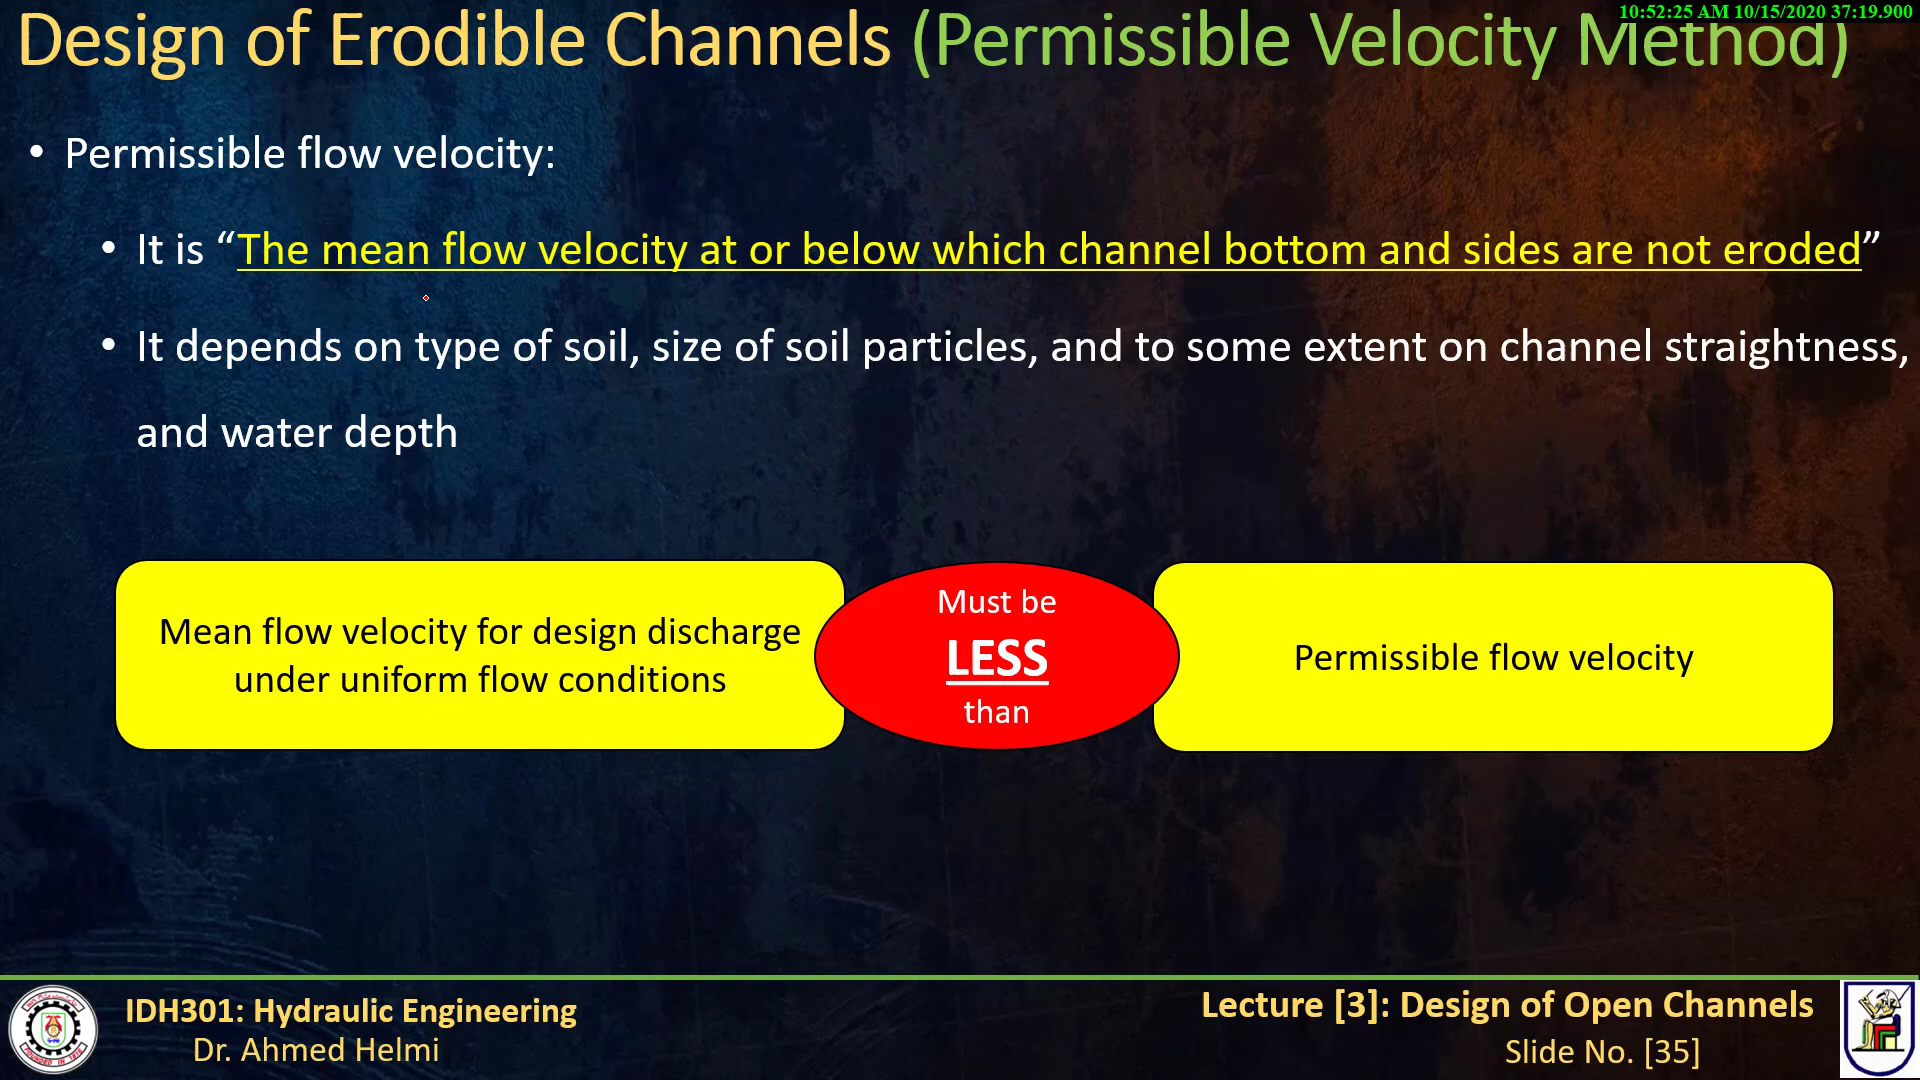 10:52:25 AM 10/15/2020 37:19.900
Design of Erodible Channels (Permissible Velocity Method)
• Permissible flow velocity:
• It is “The mean flow velocity at or below which channel bottom and sides are not eroded”
• It depends on type of soil, size of soil particles, and to some extent on channel straightness,
and water depth
Mean flow velocity for design discharge
under uniform flow conditions
Must be
LESS
than
Permissible flow velocity
IDH301: Hydraulic Engineering
Dr. Ahmed Helmi
Lecture [3]: Design of Open Channels
Slide No. [35]